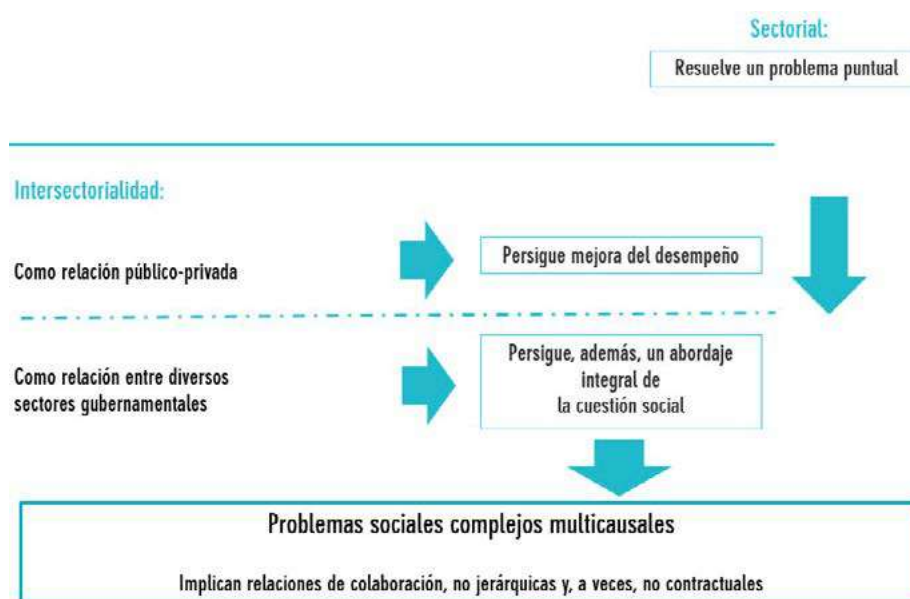 Sectorial:
Resuelve un problema puntual
Intersectorialidad:
Como relación público-privada
Persigue mejora del desempeño
Como relación entre diversos
sectores gubernamentales
Persigue, además, un abordaje
integral de
la cuestión social
Problemas sociales complejos multicausales
Implican relaciones de colaboración, no jerárquicas y, a veces, no contractuales